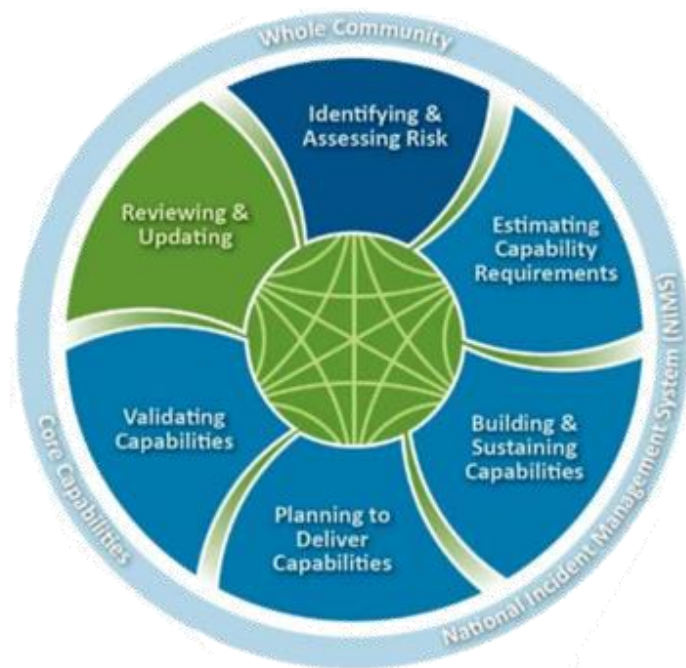 Whole Community
Identifying &
Assessing Risk
Estimating
Capability
Requirements
Building &
Sustaining
Capabilities
Planning to
Deliver
Capabilities
Validating
Capabilities
Reviewing &
Updating
National Incident Management System (NIMS)
Core Capabilities